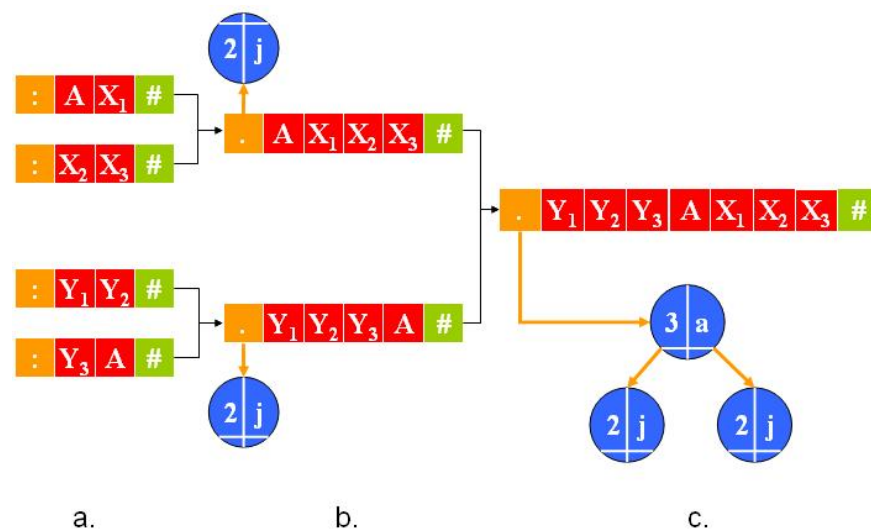 2 j
: A X₁ #
: X₂ X₃ #
. A X₁ X₂ X₃ #
. Y₁ Y₂ Y₃ A X₁ X₂ X₃ #
: Y₁ Y₂ #
: Y₃ A #
. Y₁ Y₂ Y₃ A #
2 j
3 a
2 j
2 j
a.
b.
c.